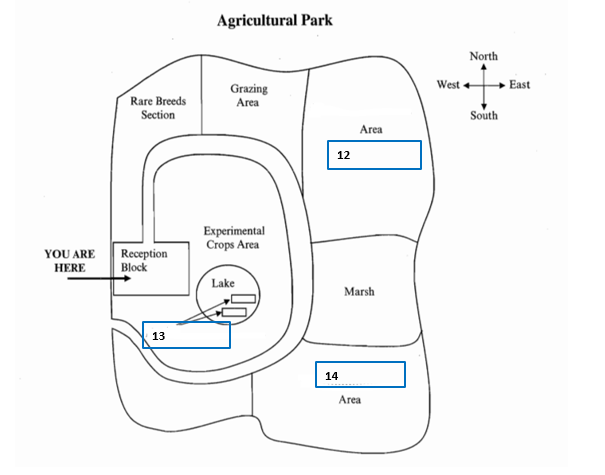 Agricultural Park
North
West
East
South
Rare Breeds
Section
Grazing
Area
Area
12
Experimental
Crops Area
YOU ARE
HERE
Reception
Block
Lake
Marsh
13
14
Area